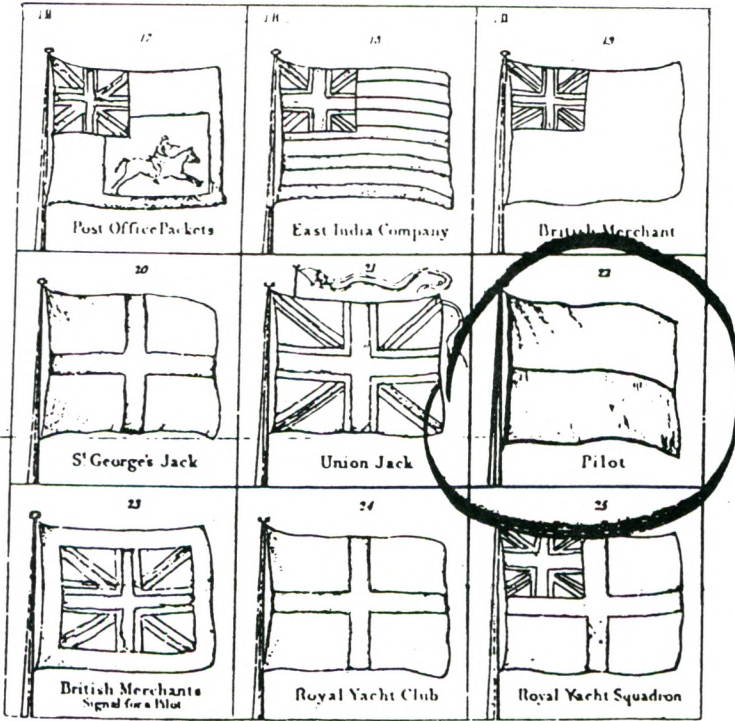 17 18 19
Post Office Packets East India Company British Merchant
20 21 22
St George's Jack Union Jack Pilot
23 24 25
British Merchants Royal Yacht Club Royal Yacht Squadron
Signal for a Pilot